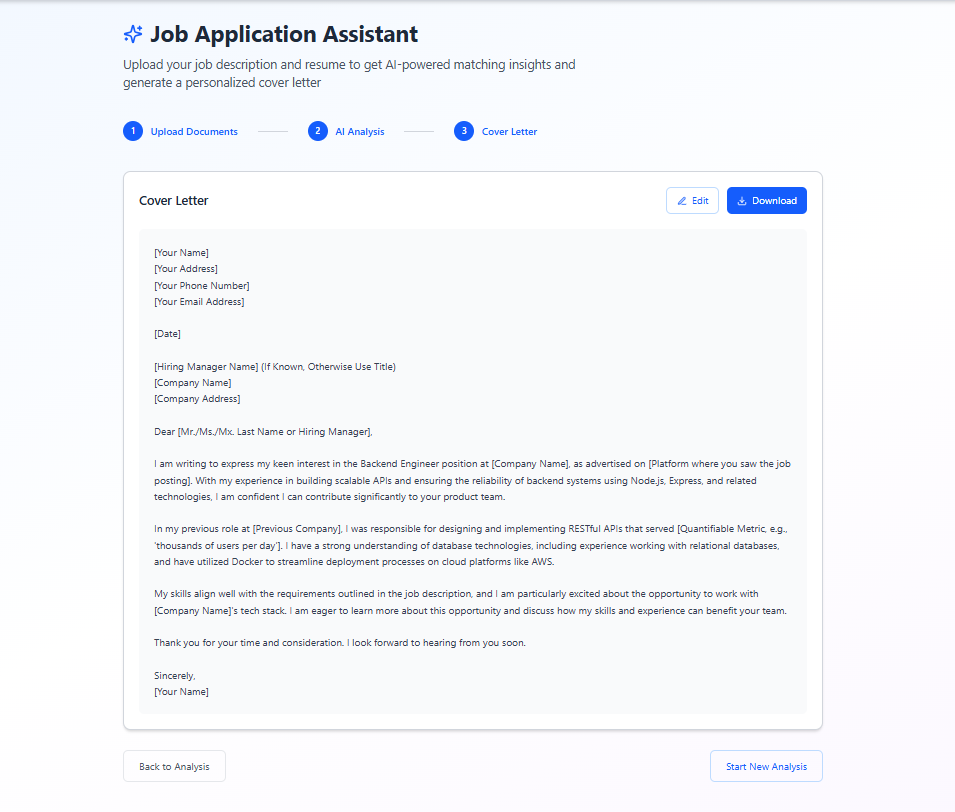 Job Application Assistant
Upload your job description and resume to get AI-powered matching insights and
generate a personalized cover letter
1 Upload Documents
2 AI Analysis
3 Cover Letter
Cover Letter
Edit
Download
[Your Name]
[Your Address]
[Your Phone Number]
[Your Email Address]
[Date]
[Hiring Manager Name] (If Known, Otherwise Use Title)
[Company Name]
[Company Address]
Dear [Mr./Ms./Mx. Last Name or Hiring Manager],
I am writing to express my keen interest in the Backend Engineer position at [Company Name], as advertised on [Platform where you saw the job
posting]. With my experience in building scalable APIs and ensuring the reliability of backend systems using Node.js, Express, and related
technologies, I am confident I can contribute significantly to your product team.
In my previous role at [Previous Company], I was responsible for designing and implementing RESTful APIs that served [Quantifiable Metric, e.g.,
'thousands of users per day']. I have a strong understanding of database technologies, including experience working with relational databases,
and have utilized Docker to streamline deployment processes on cloud platforms like AWS.
My skills align well with the requirements outlined in the job description, and I am particularly excited about the opportunity to work with
[Company Name]'s tech stack. I am eager to learn more about this opportunity and discuss how my skills and experience can benefit your team.
Thank you for your time and consideration. I look forward to hearing from you soon.
Sincerely,
[Your Name]
Back to Analysis
Start New Analysis